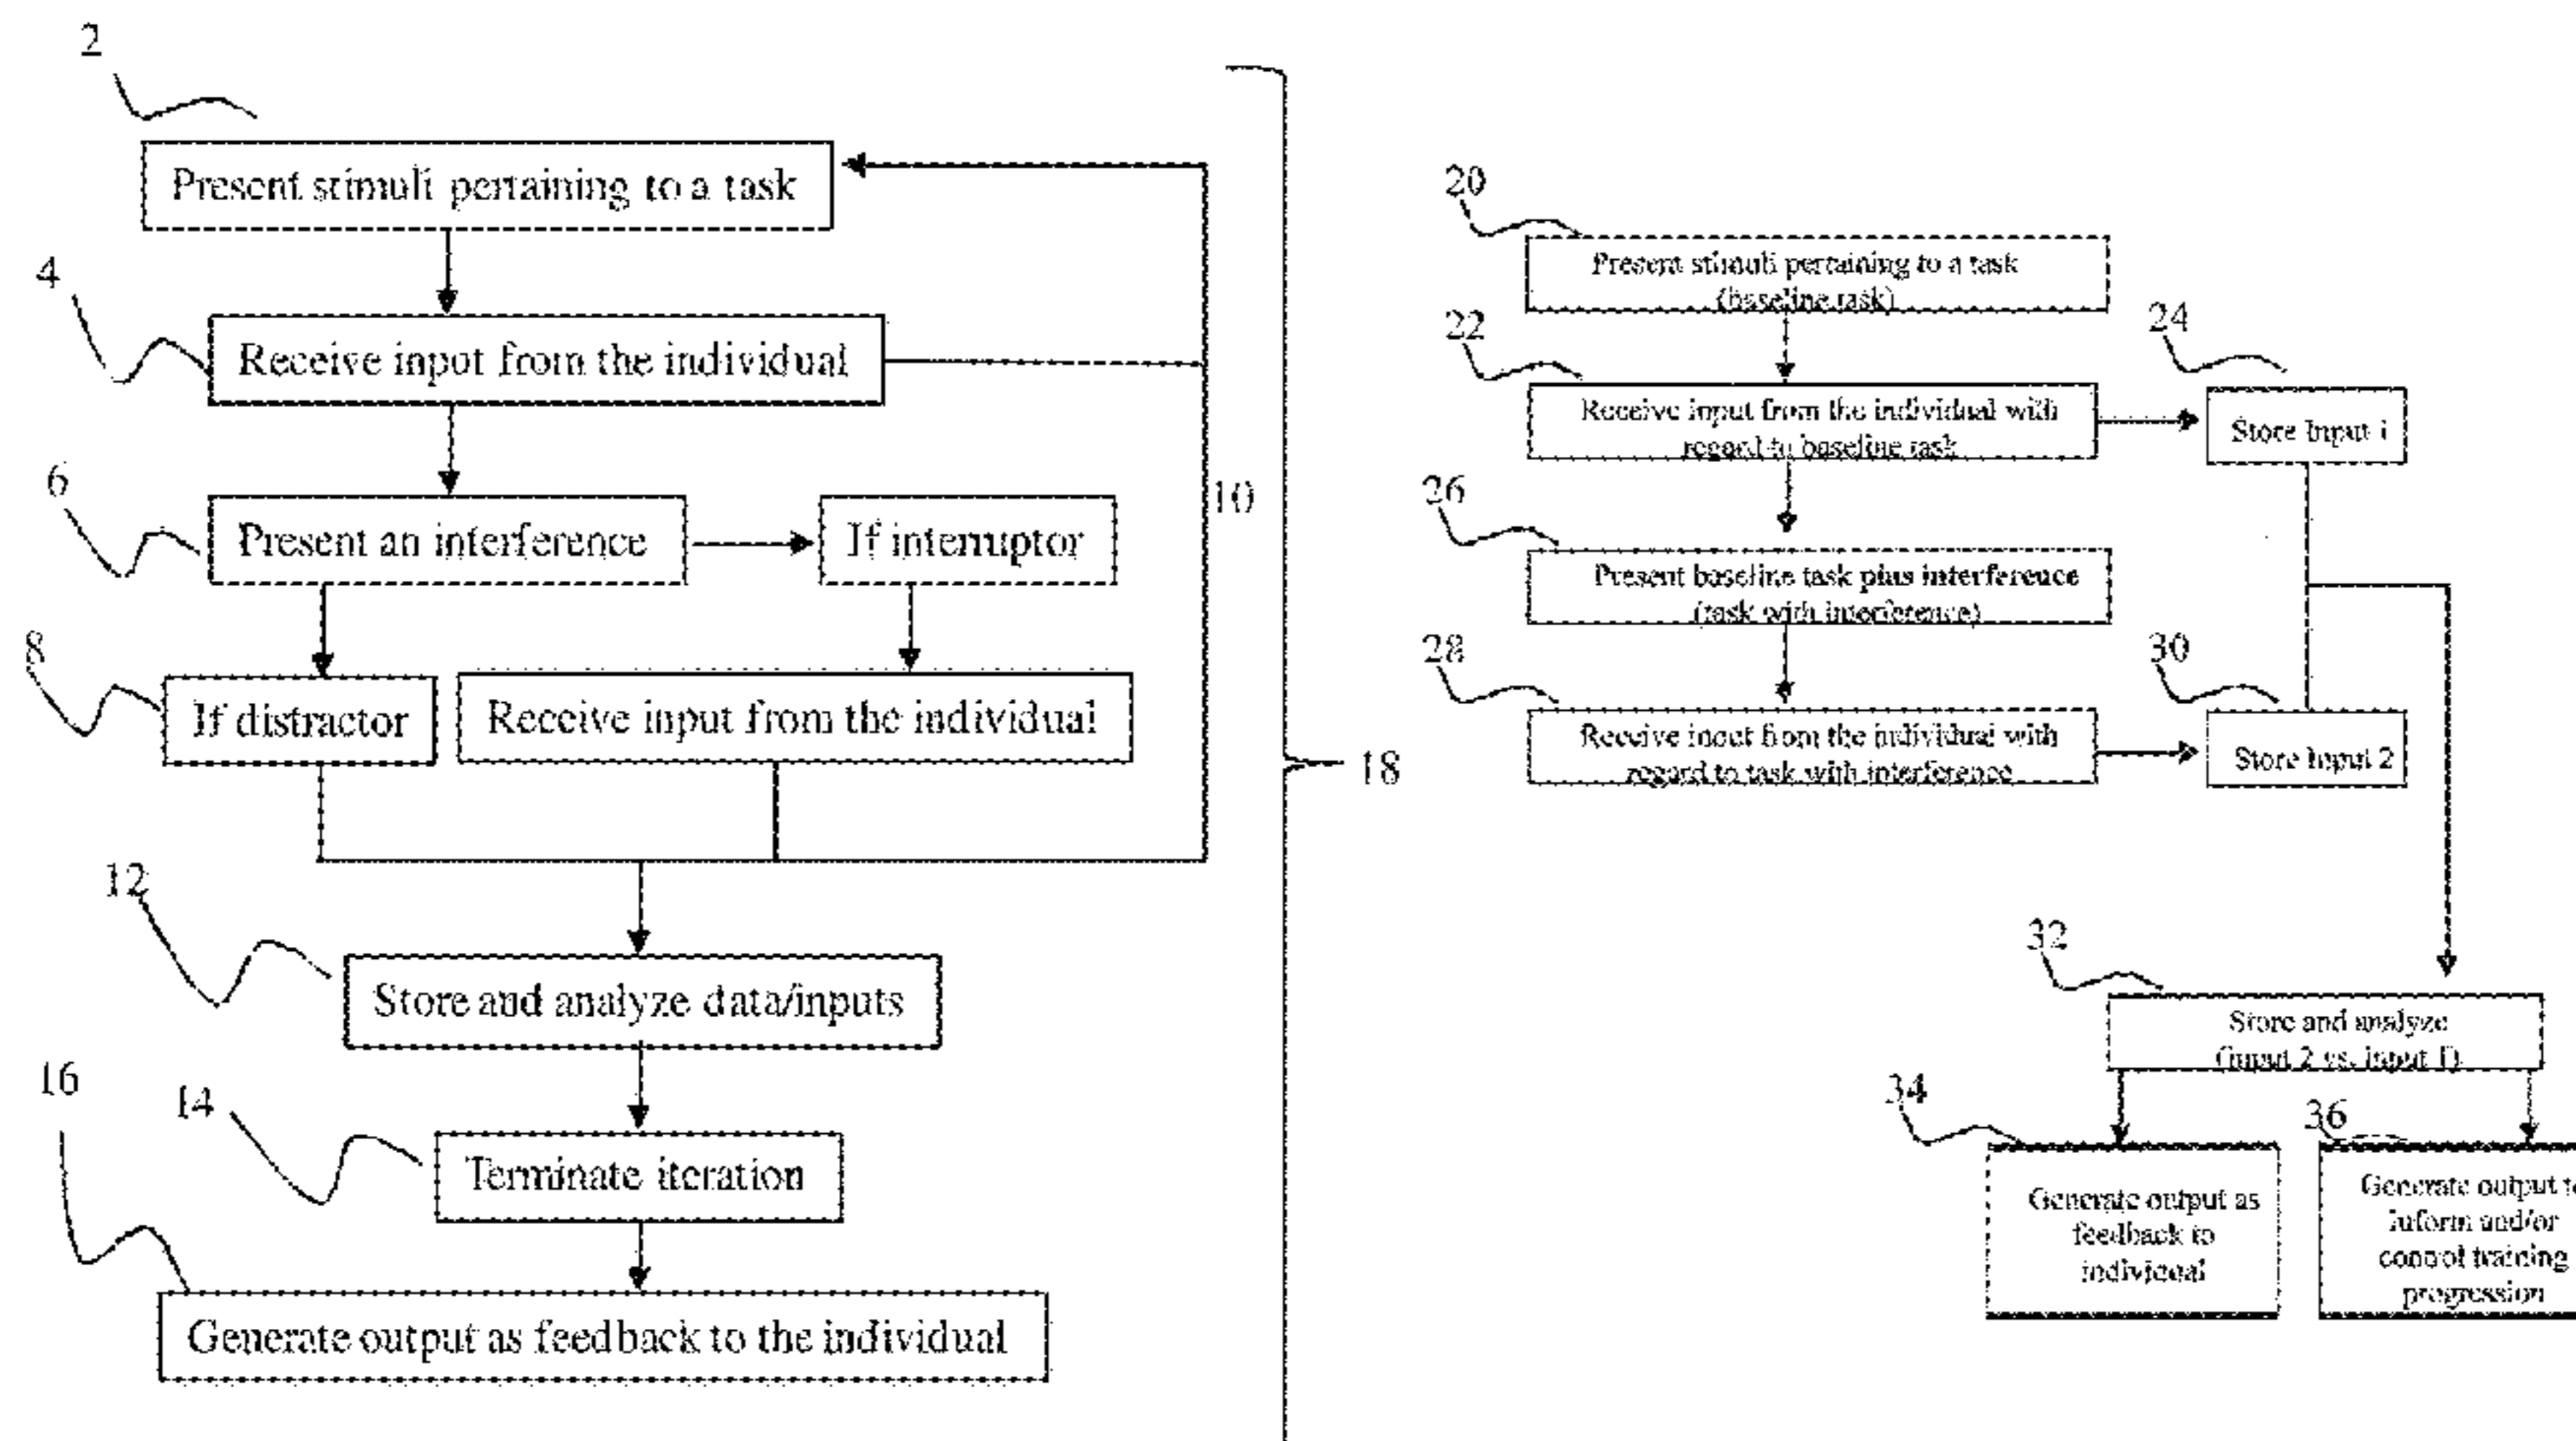 2
Present stimuli pertaining to a task
4
Receive input from the individual
6
Present an interference
If interruptor
10
8
If distractor
Receive input from the individual
12
Store and analyze data/inputs
16
14
Terminate iteration
Generate output as feedback to the individual
18
20
Present stimuli pertaining to a task
(baseline task)
22
24
Receive input from the individual with
regard to baseline task
Store Input 1
26
Present baseline task plus interference
(task with interference)
28
30
Receive input from the individual with
regard to task with interference
Store Input 2
32
Store and analyze
(input 2 vs. input 1)
34
36
Generate output as
feedback to
individual
Generate output to
inform and/or
control training
progression